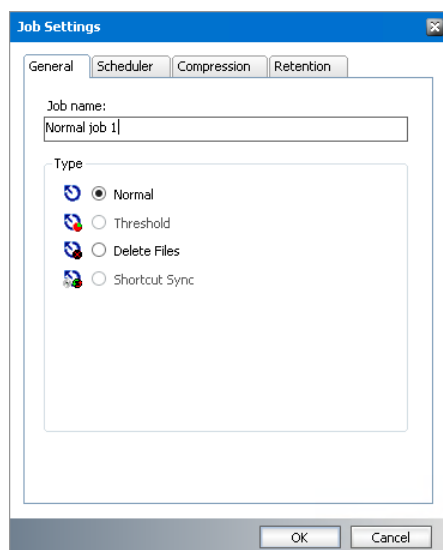 Job Settings
General Scheduler Compression Retention
Job name:
Normal job 1
Type
Normal
Threshold
Delete Files
Shortcut Sync
OK Cancel